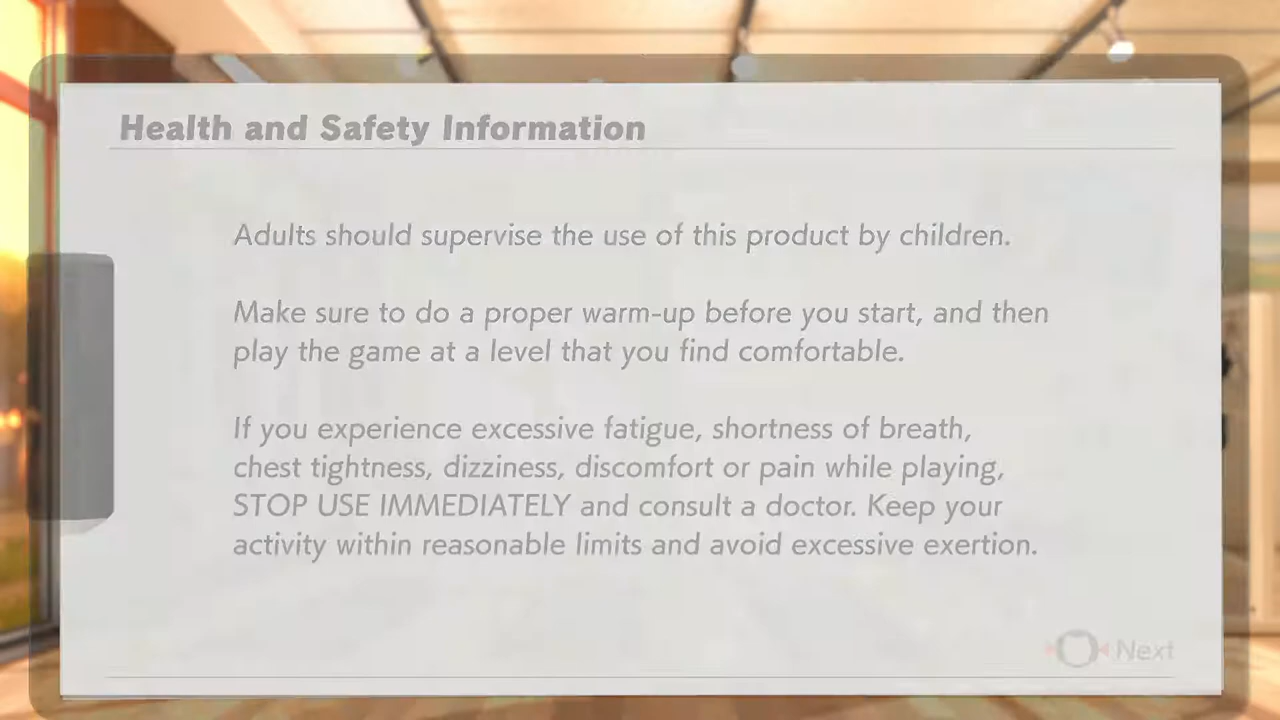 Health and Safety Information
Adults should supervise the use of this product by children.
Make sure to do a proper warm-up before you start, and then
play the game at a level that you find comfortable.
If you experience excessive fatigue, shortness of breath,
chest tightness, dizziness, discomfort or pain while playing,
STOP USE IMMEDIATELY and consult a doctor. Keep your
activity within reasonable limits and avoid excessive exertion.
Next